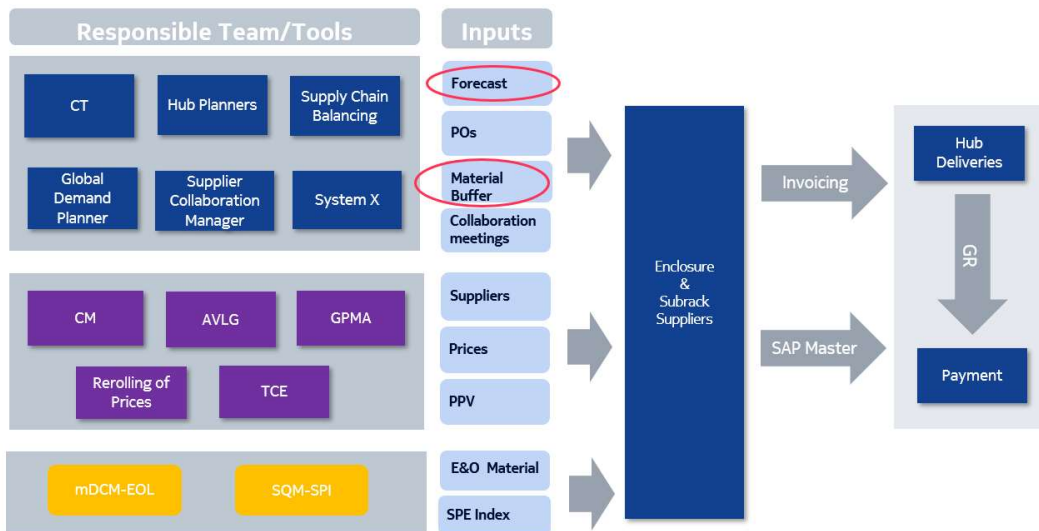 Responsible Team/Tools
Inputs
CT
Hub Planners
Supply Chain
Balancing
Global
Demand
Planner
Supplier
Collaboration
Manager
System X
Forecast
POs
Material
Buffer
Collaboration
meetings
CM
AVLG
GPMA
Rerolling of
Prices
TCE
Suppliers
Prices
PPV
mDCM-EOL
SQM-SPI
E&O Material
SPE Index
Enclosure
&
Subrack
Suppliers
Invoicing
SAP Master
Hub
Deliveries
GR
Payment